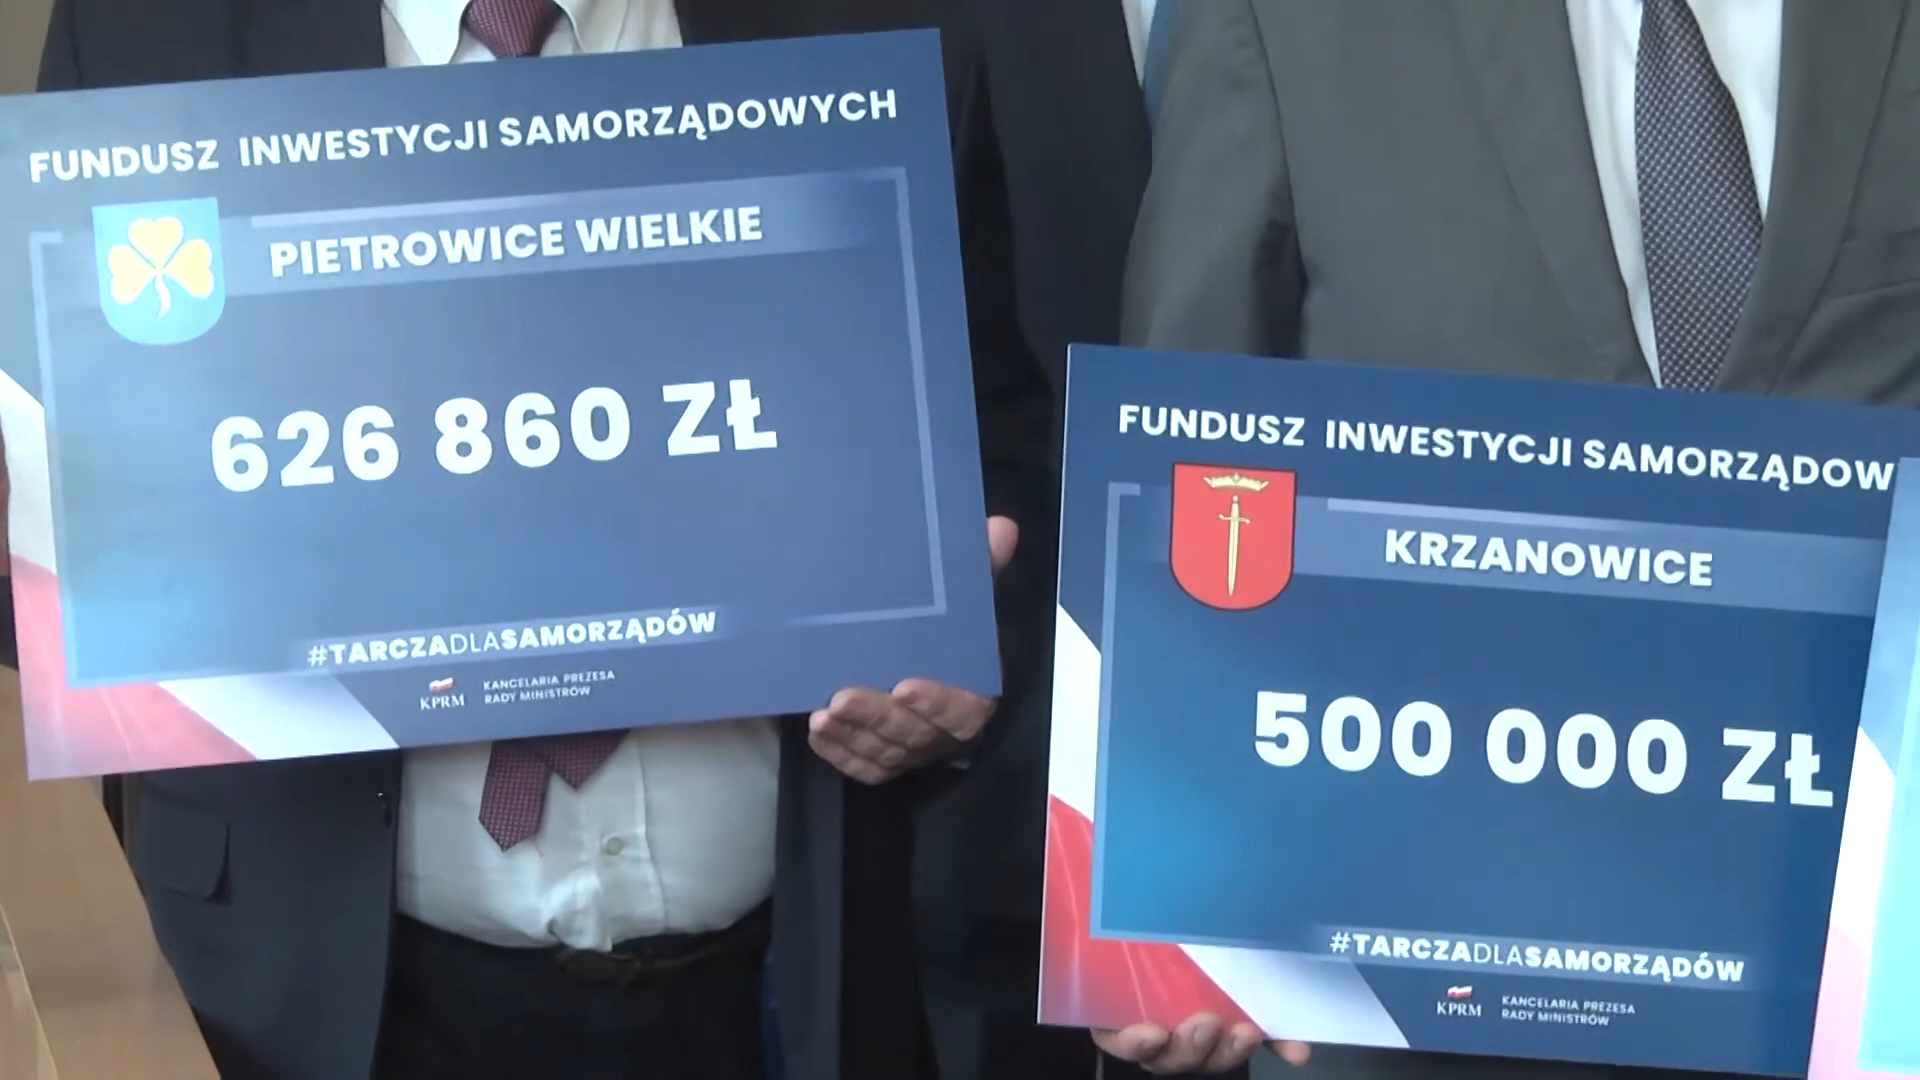 FUNDUSZ INWESTYCJI SAMORZĄDOWYCH
PIETROWICE WIELKIE
626 860 ZŁ
#TARCZADLASAMORZĄDÓW
KPRM
KANCELARIA PREZESA
RADY MINISTRÓW
FUNDUSZ INWESTYCJI SAMORZĄDOW
KRZANOWICE
500 000 ZŁ
#TARCZADLASAMORZĄDÓW
KPRM
KANCELARIA PREZESA
RADY MINISTRÓW